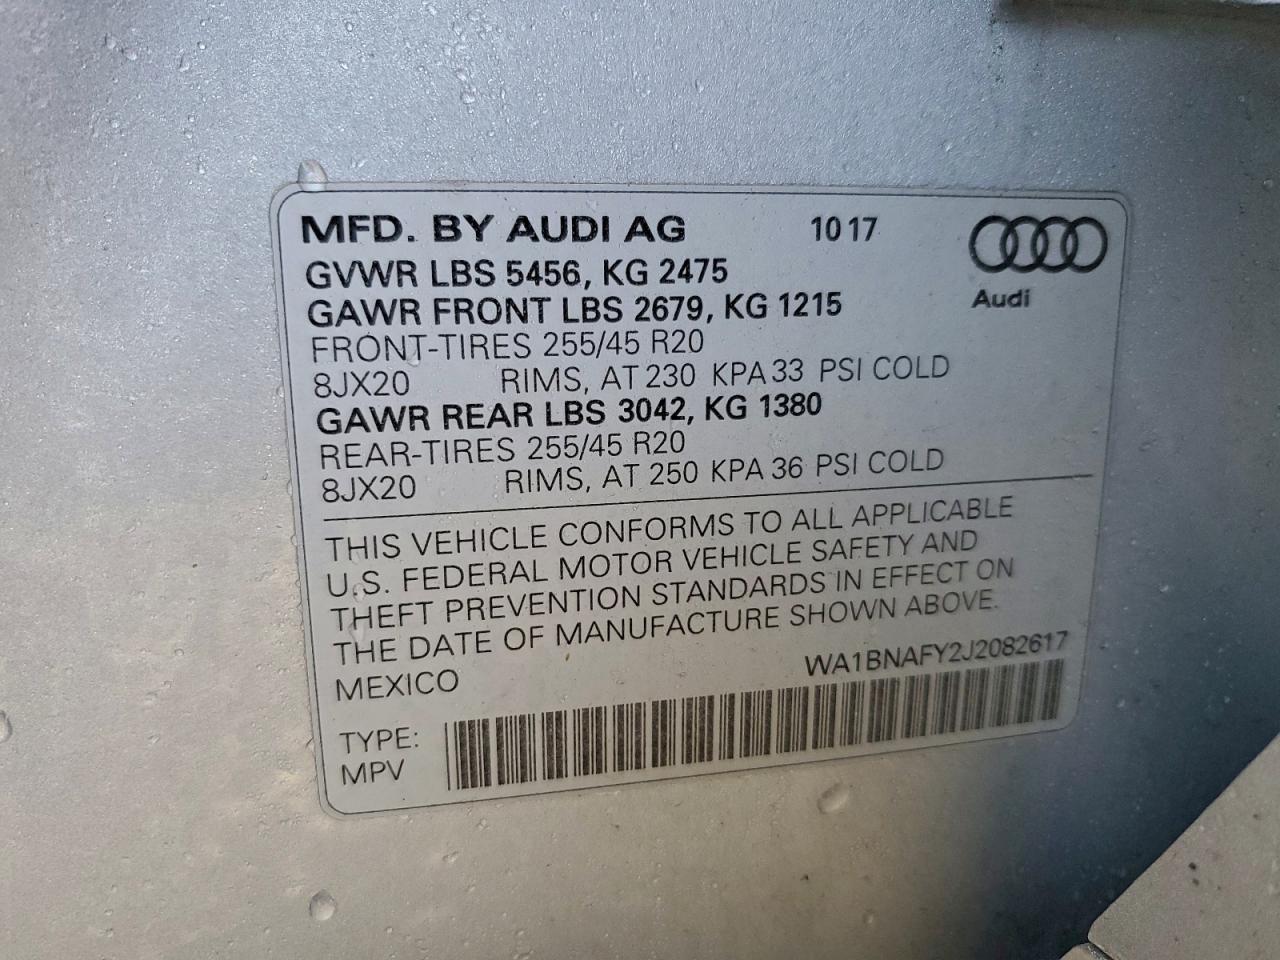 MFD. BY AUDI AG 10 17
GVWR LBS 5456, KG 2475
GAWR FRONT LBS 2679, KG 1215
Audi
FRONT-TIRES 255/45 R20
8JX20 RIMS, AT 230 KPA 33 PSI COLD
GAWR REAR LBS 3042, KG 1380
REAR-TIRES 255/45 R20
8JX20 RIMS, AT 250 KPA 36 PSI COLD
THIS VEHICLE CONFORMS TO ALL APPLICABLE
U.S. FEDERAL MOTOR VEHICLE SAFETY AND
THEFT PREVENTION STANDARDS IN EFFECT ON
THE DATE OF MANUFACTURE SHOWN ABOVE.
MEXICO WA1BNAFY2J2082617
TYPE:
MPV